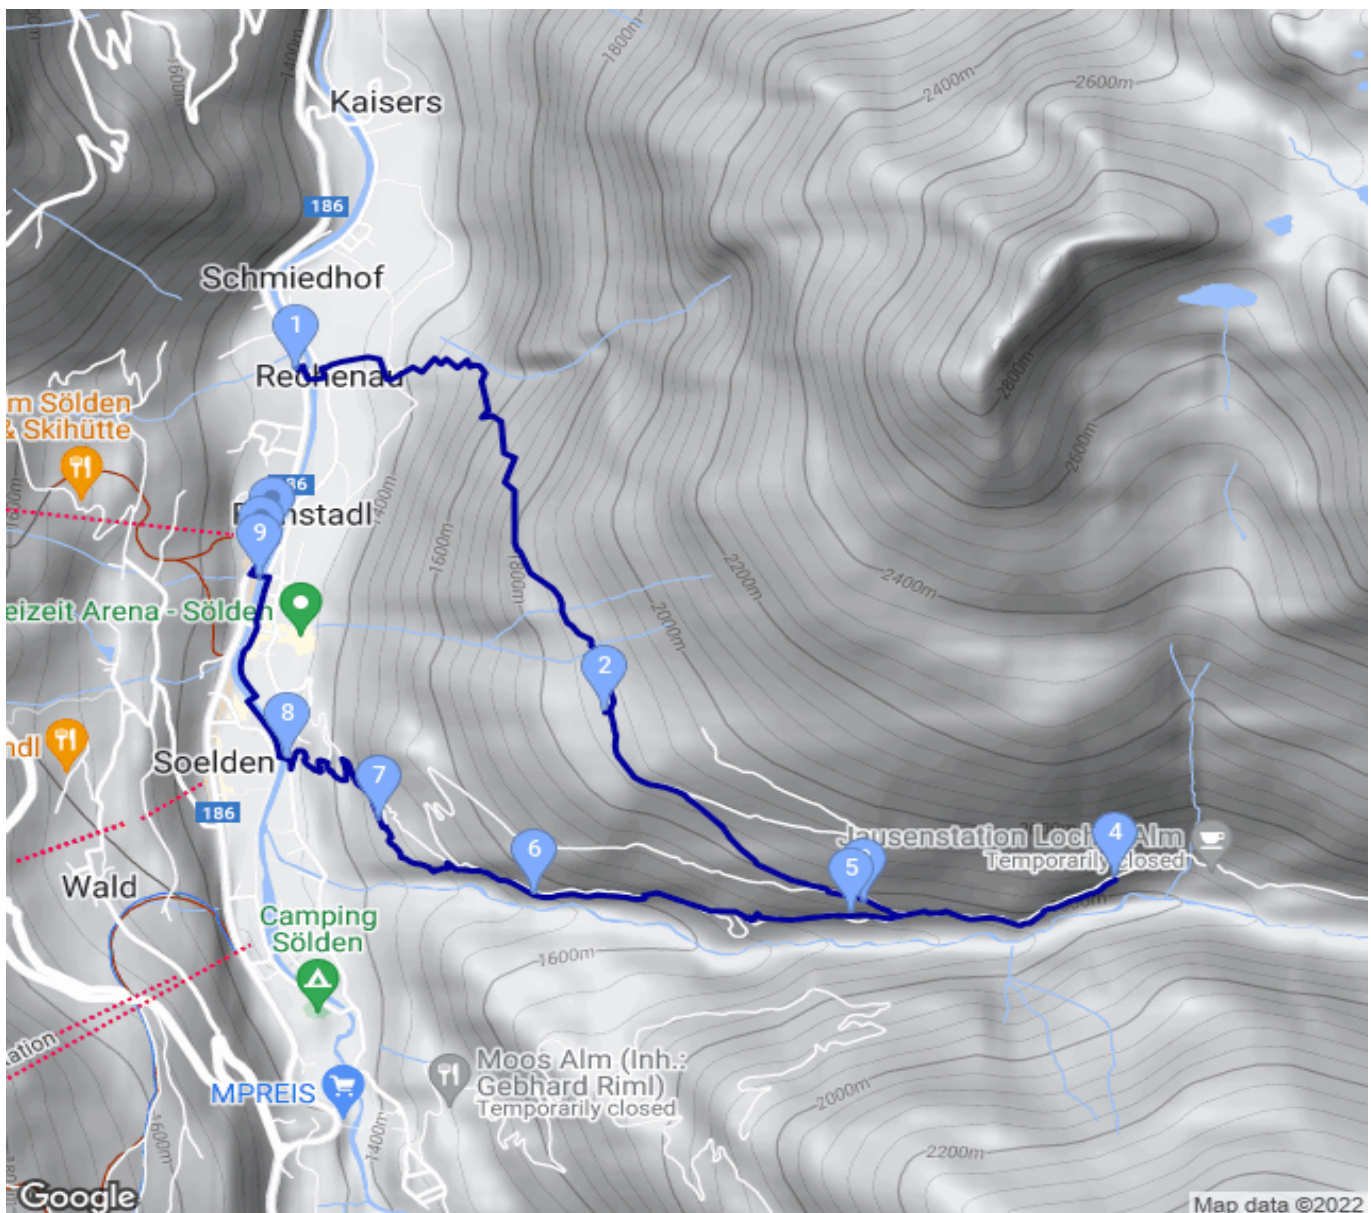 1400m
1600m
1800m
2400m
2600m
Kaisers
186
Schmiedhof
1
2800m
Rechenau
m Sölden
& Skihütte
2600m
86
1400m
1600m
nstadl
9
1600m
1800m
2200m
2400m
eizeit Arena - Sölden
2000m
2
8
ndl
Soelden
7
186
Jausenstation Loch
Alm
4
Temporarily closed
6
5
Wald
Camping
Sölden
1600m
tation
Moos Alm (Inh.:
Gebhard Riml)
Temporarily closed
MPREIS
2000m
1600m
1400m
2200m
Google
Map data ©2022